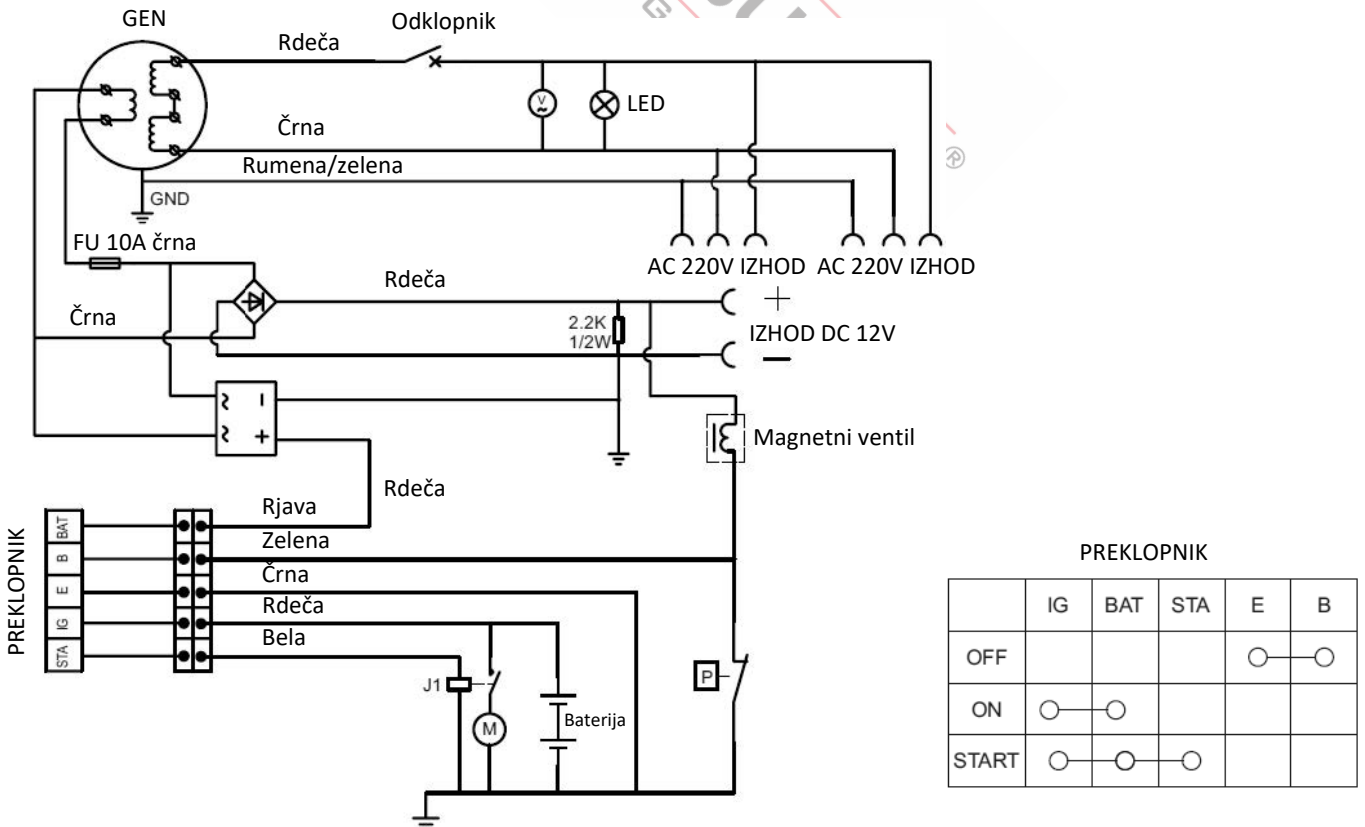 GEN
Odklopnik
Rdeča
V
LED
Črna
Rumena/zelena
GND
FU 10A črna
AC 220V IZHOD
AC 220V IZHOD
Rdeča
+
Črna
2.2K
1/2W
IZHOD DC 12V
−
~ −
~ +
Magnetni ventil
Rdeča
PREKLOPNIK
BAT
B
E
IG
STA
Rjava
Zelena
Črna
Rdeča
Bela
J1
M
Baterija
P
PREKLOPNIK
IG BAT STA E B
OFF
ON
START
G
®